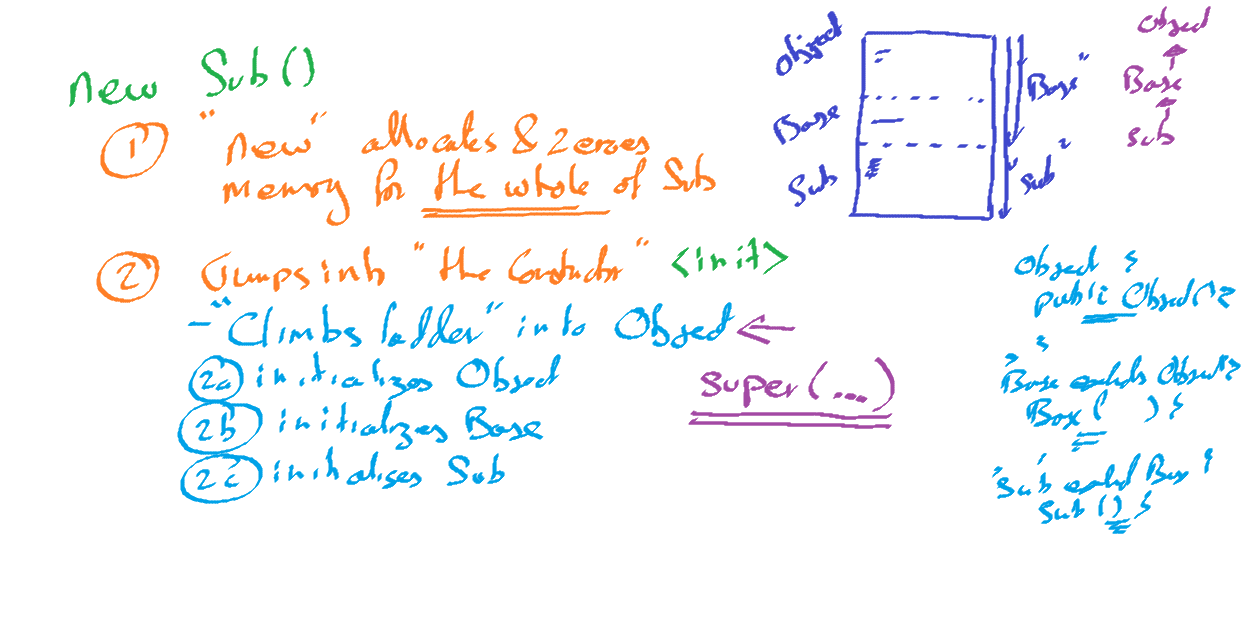 new Sub()
① "new" allocates & zeroes
memory for the whole of Sub
② Jumps into "the constructor" <init>
- "Climbs ladder" into Object ←
2a initializes Object
2b initializes Base
2c initialises Sub
super(...)
Object
Base
Sub
"Base"
"Sub"
Object
Base
Sub
Object {
public Object() {
}
} Base extends Object {
Base ( ) {
}
} Sub extends Base {
Sub () {